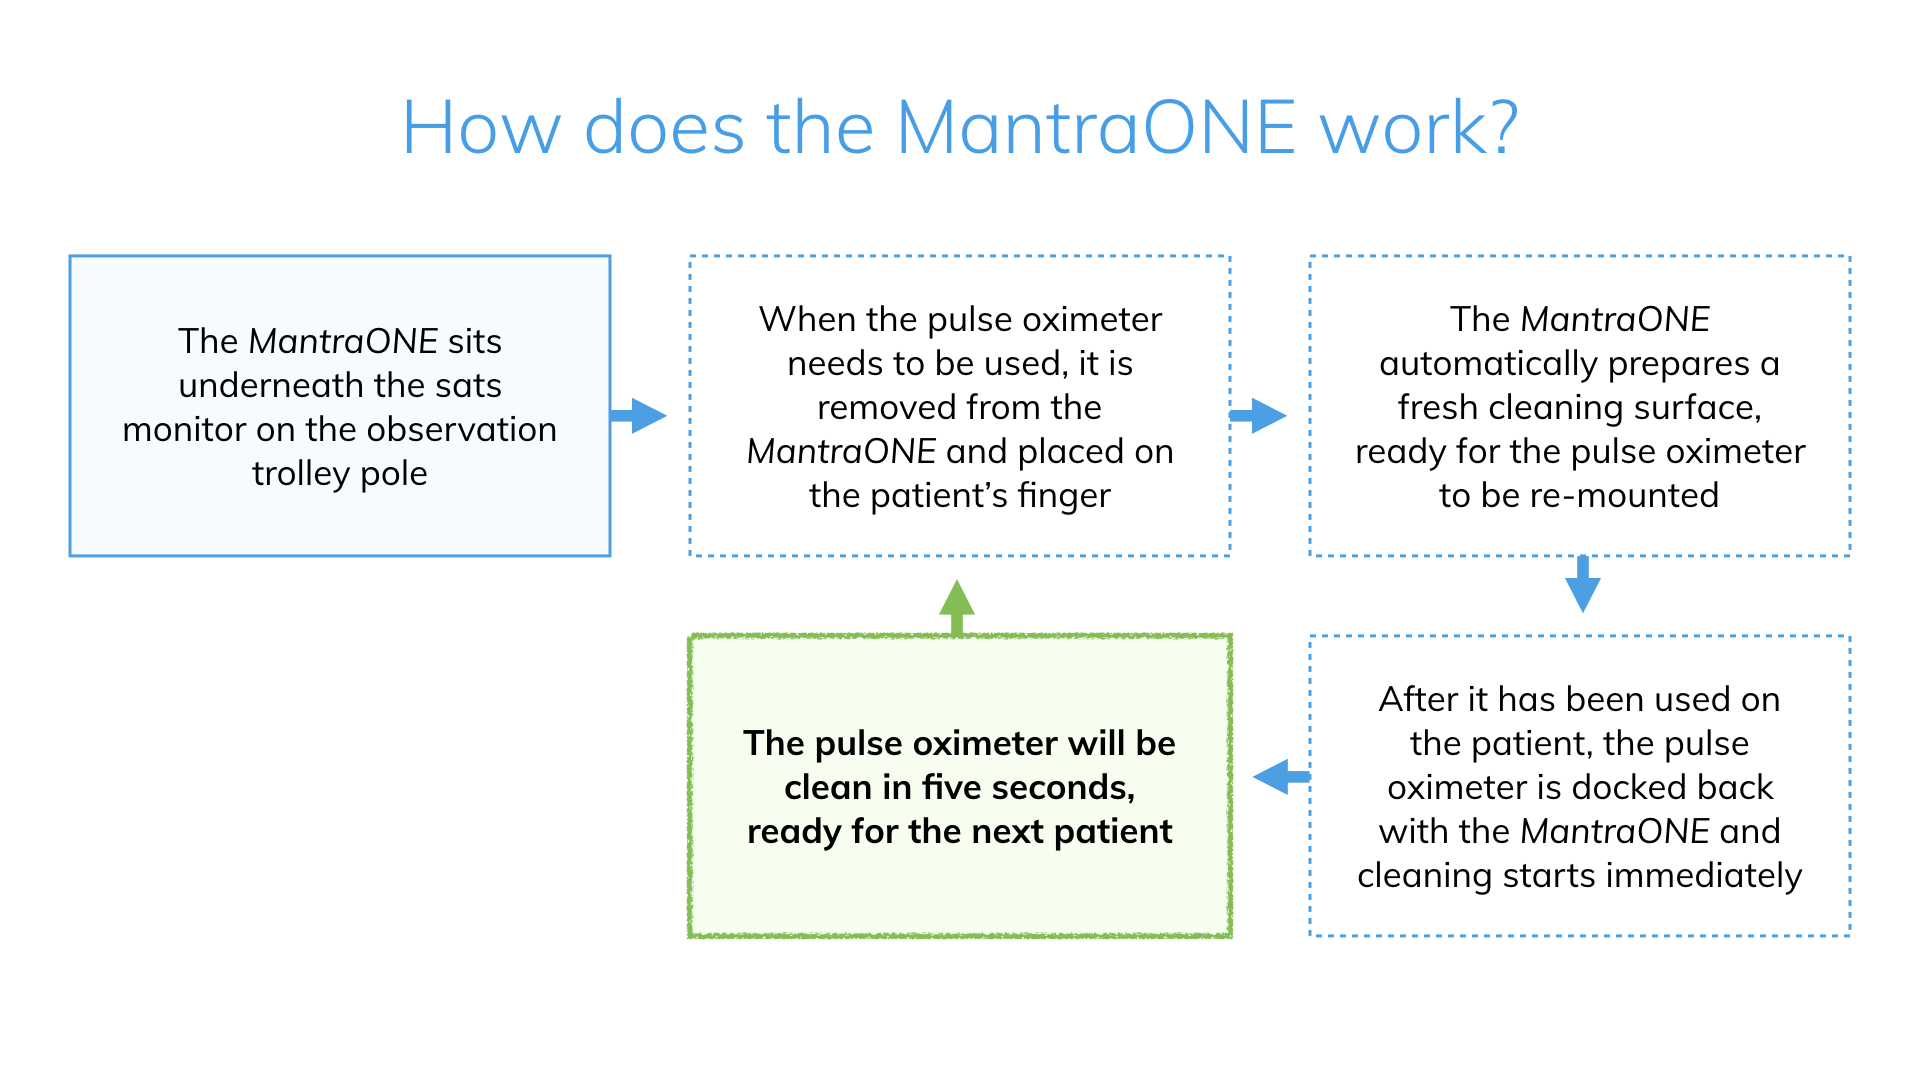 How does the MantraONE work?
The MantraONE sits
underneath the sats
monitor on the observation
trolley pole
When the pulse oximeter
needs to be used, it is
removed from the
MantraONE and placed on
the patient’s finger
The MantraONE
automatically prepares a
fresh cleaning surface,
ready for the pulse oximeter
to be re-mounted
After it has been used on
the patient, the pulse
oximeter is docked back
with the MantraONE and
cleaning starts immediately
The pulse oximeter will be
clean in five seconds,
ready for the next patient